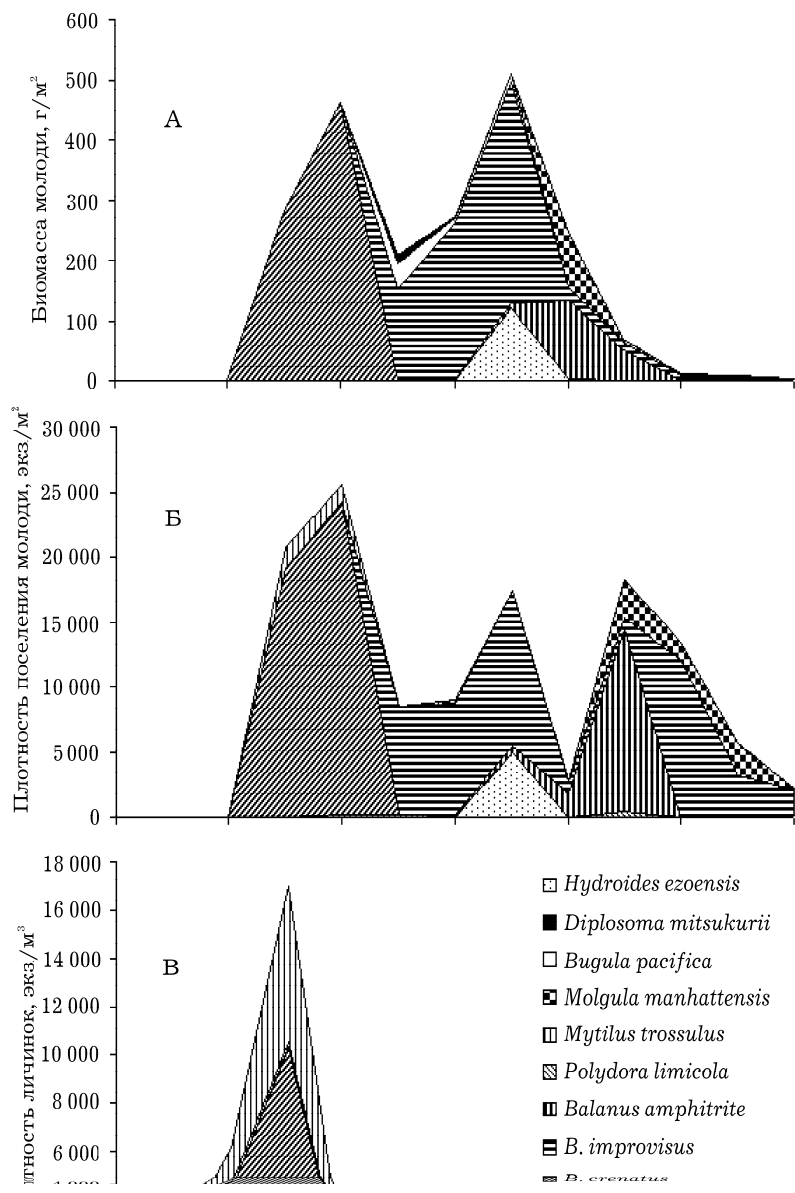 Биомасса молоди, г/м²
600
500
400
300
200
100
0
А
Плотность поселения молоди, экз/м²
30 000
25 000
20 000
15 000
10 000
5 000
0
Б
личинок, экз/м³
18 000
16 000
14 000
12 000
10 000
8 000
6 000
В
Hydroides ezoensis
Diplosoma mitsukurii
Bugula pacifica
Molgula manhattensis
Mytilus trossulus
Polydora limicola
Balanus amphitrite
B. improvisus
B. crenatus